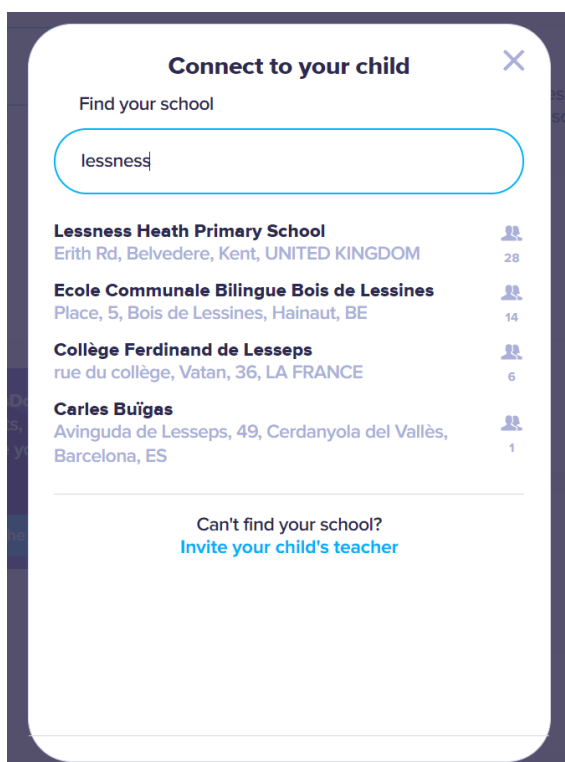 Connect to your child
Find your school
lessness
Lessness Heath Primary School
Erith Rd, Belvedere, Kent, UNITED KINGDOM
28
Ecole Communale Bilingue Bois de Lessines
Place, 5, Bois de Lessines, Hainaut, BE
14
Collège Ferdinand de Lesseps
rue du collège, Vatan, 36, LA FRANCE
6
Carles Buïgas
Avinguda de Lesseps, 49, Cerdanyola del Vallès,
Barcelona, ES
1
Can't find your school?
Invite your child's teacher